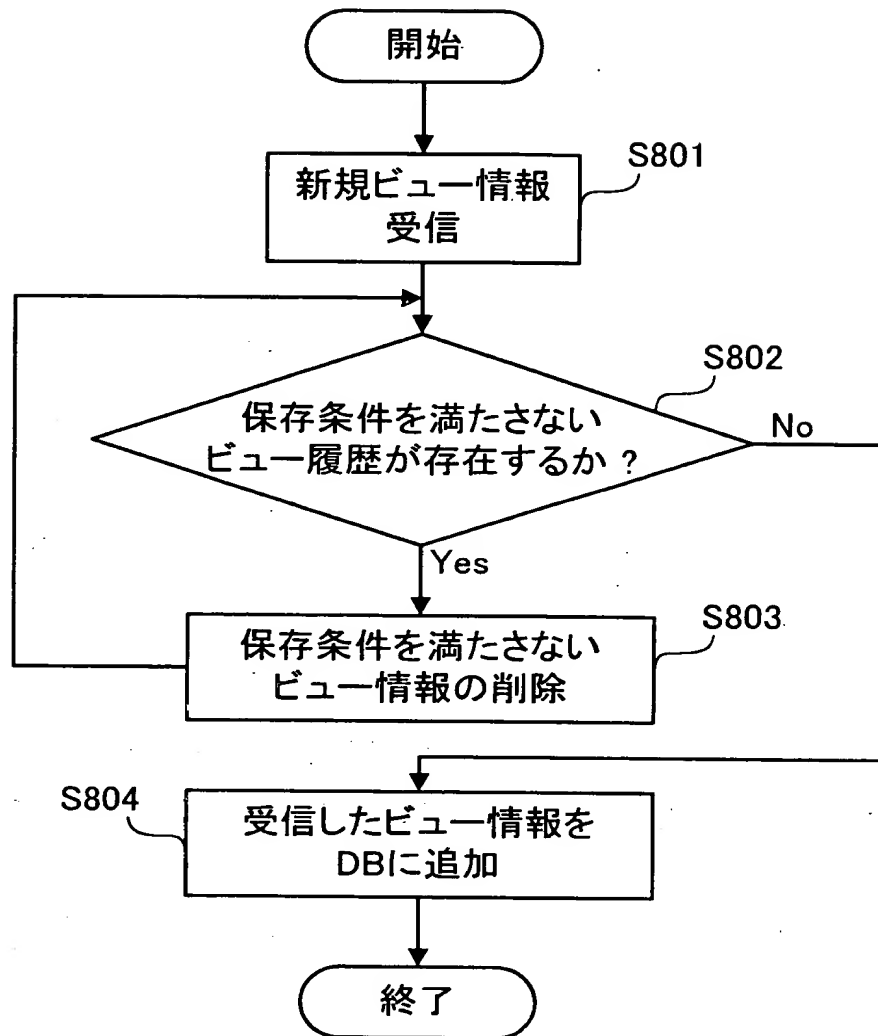 開始
S801
新規ビュー情報
受信
S802
保存条件を満たさない
ビュー履歴が存在するか？
No
Yes
S803
保存条件を満たさない
ビュー情報の削除
S804
受信したビュー情報を
DBに追加
終了